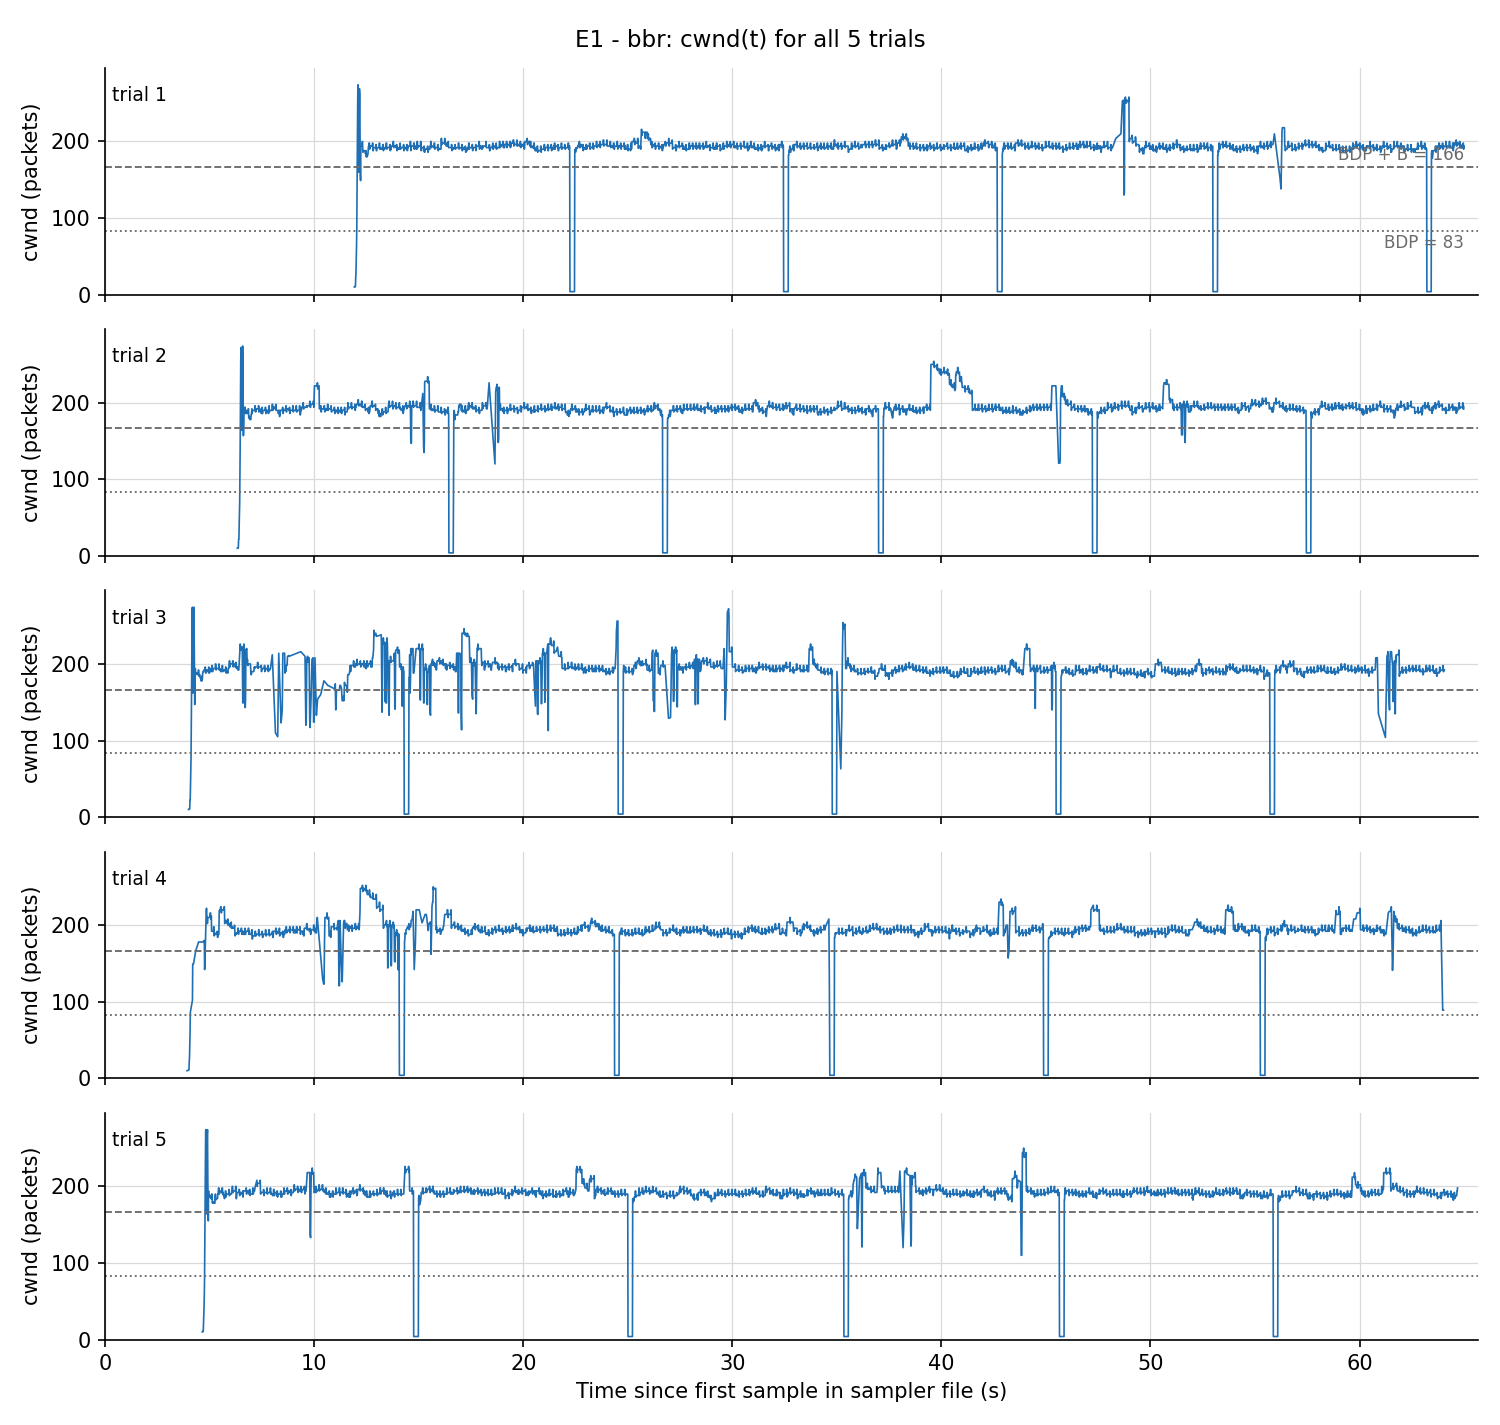 E1 - bbr: cwnd(t) for all 5 trials
trial 1
cwnd (packets)
200
100
0
BDP + B = 166
BDP = 83
trial 2
cwnd (packets)
200
100
0
trial 3
cwnd (packets)
200
100
0
trial 4
cwnd (packets)
200
100
0
trial 5
cwnd (packets)
200
100
0
0 10 20 30 40 50 60
Time since first sample in sampler file (s)